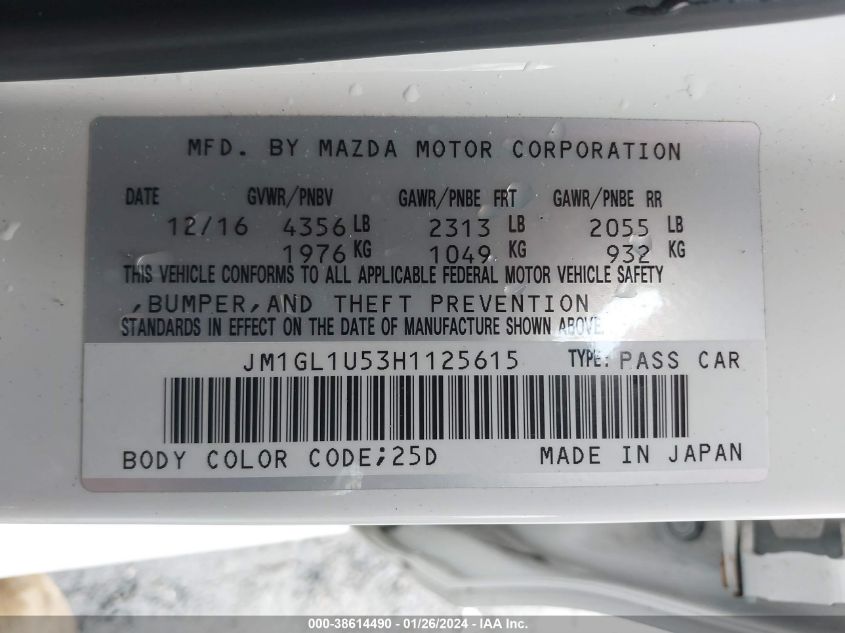 MFD. BY MAZDA MOTOR CORPORATION
DATE GVWR/PNBV GAWR/PNBE FRT GAWR/PNBE RR
12/16 4356 LB 2313 LB 2055 LB
1976 KG 1049 KG 932 KG
THIS VEHICLE CONFORMS TO ALL APPLICABLE FEDERAL MOTOR VEHICLE SAFETY
,BUMPER,AND THEFT PREVENTION
STANDARDS IN EFFECT ON THE DATE OF MANUFACTURE SHOWN ABOVE.
JM1GL1U53H1125615 TYPE: PASS CAR
BODY COLOR CODE;25D MADE IN JAPAN
000-38614490 - 01/26/2024 - IAAI Inc.